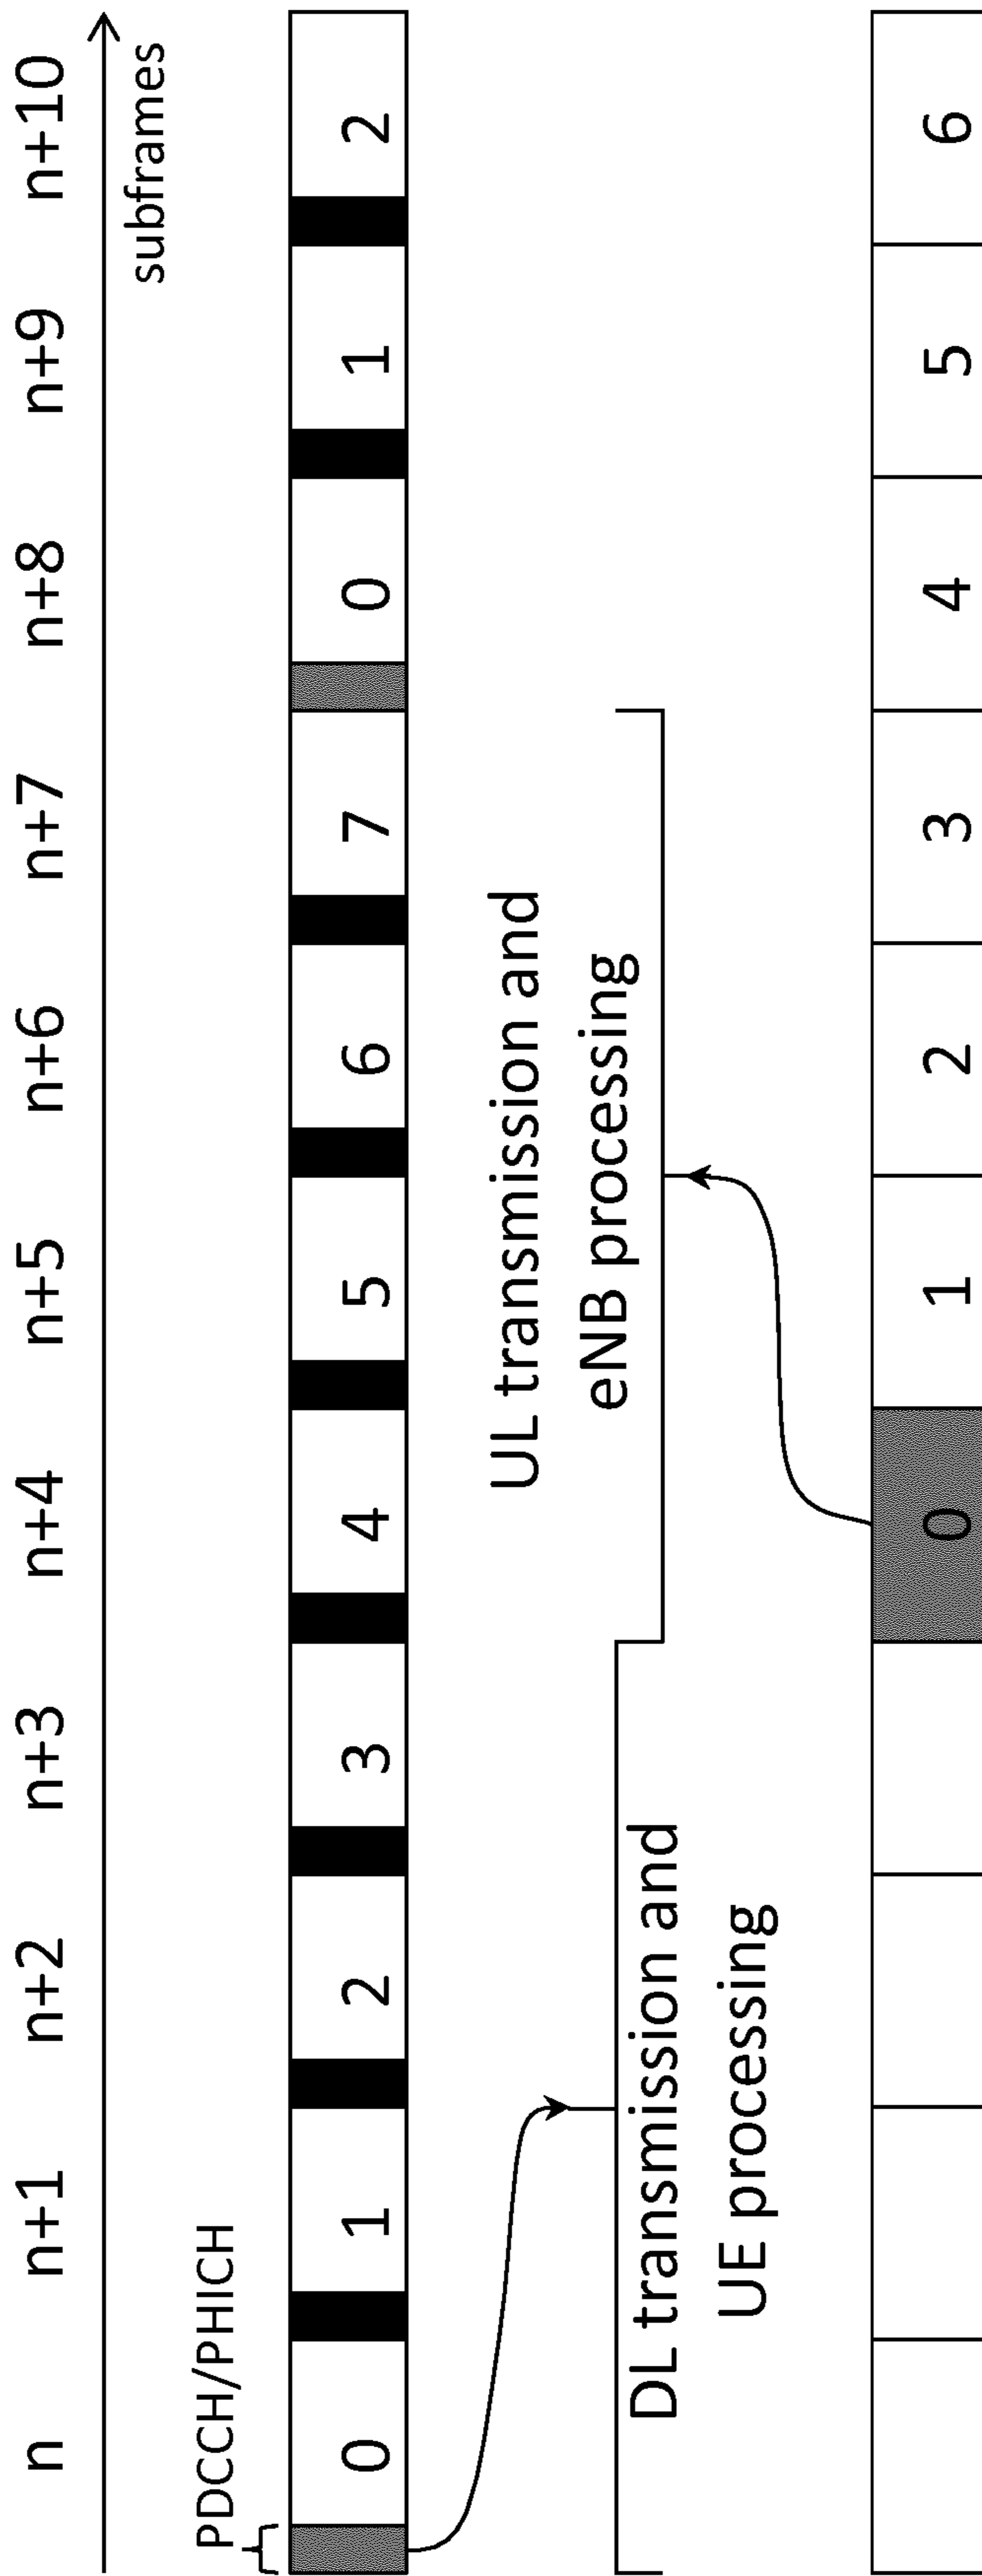 n n+1 n+2 n+3 n+4 n+5 n+6 n+7 n+8 n+9 n+10
subframes
PDCCH/PHICH
0 1 2 3 4 5 6 7 0 1 2
UL transmission and
eNB processing
DL transmission and
UE processing
0 1 2 3 4 5 6